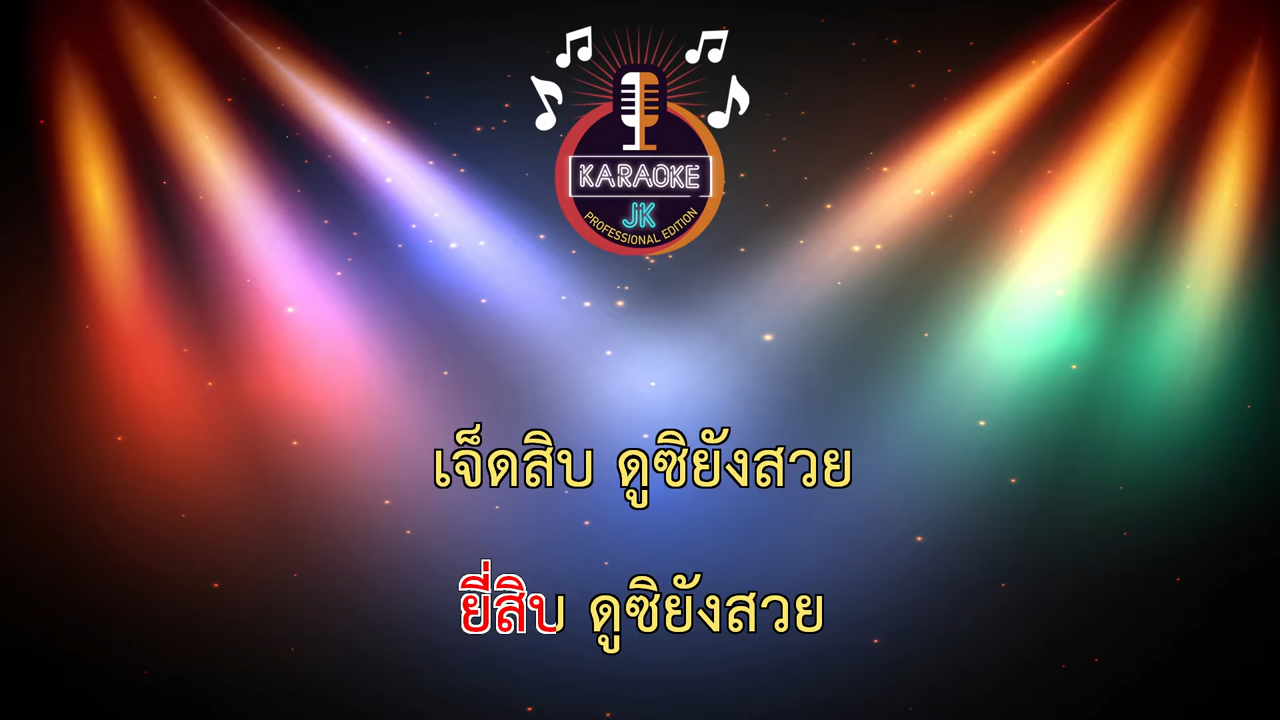 KARAOKE
JK
PROFESSIONAL EDITION
เจ็ดสิบ ดูซิยังสวย
ยี่สิบ ดูซิยังสวย